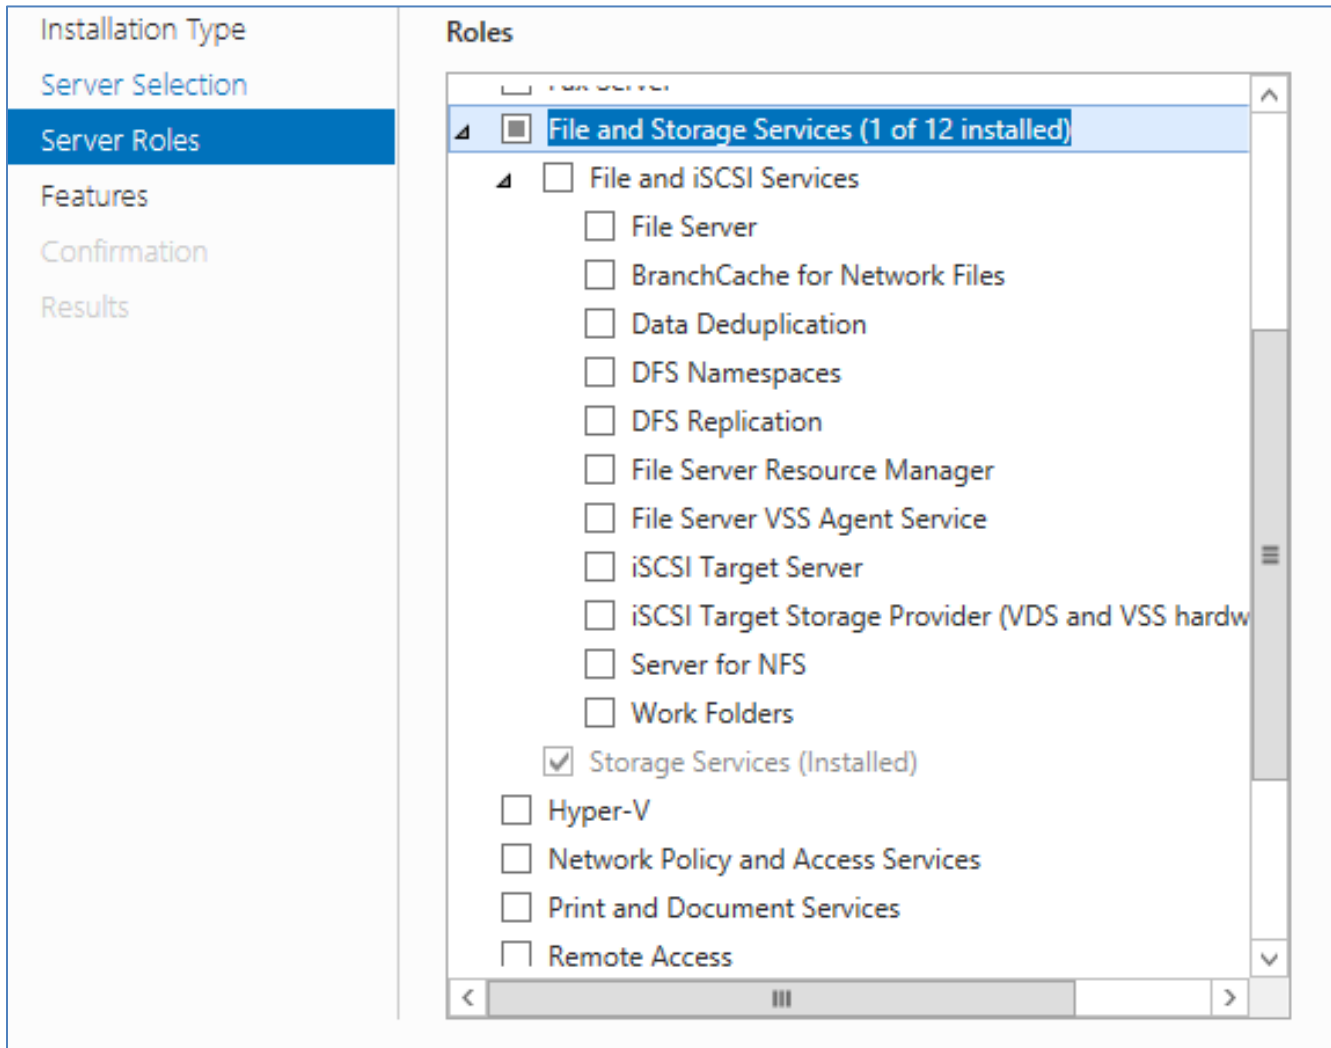 Installation Type
Server Selection
Server Roles
Features
Confirmation
Results
Roles
Fax Server
File and Storage Services (1 of 12 installed)
File and iSCSI Services
File Server
BranchCache for Network Files
Data Deduplication
DFS Namespaces
DFS Replication
File Server Resource Manager
File Server VSS Agent Service
iSCSI Target Server
iSCSI Target Storage Provider (VDS and VSS hardw
Server for NFS
Work Folders
Storage Services (Installed)
Hyper-V
Network Policy and Access Services
Print and Document Services
Remote Access